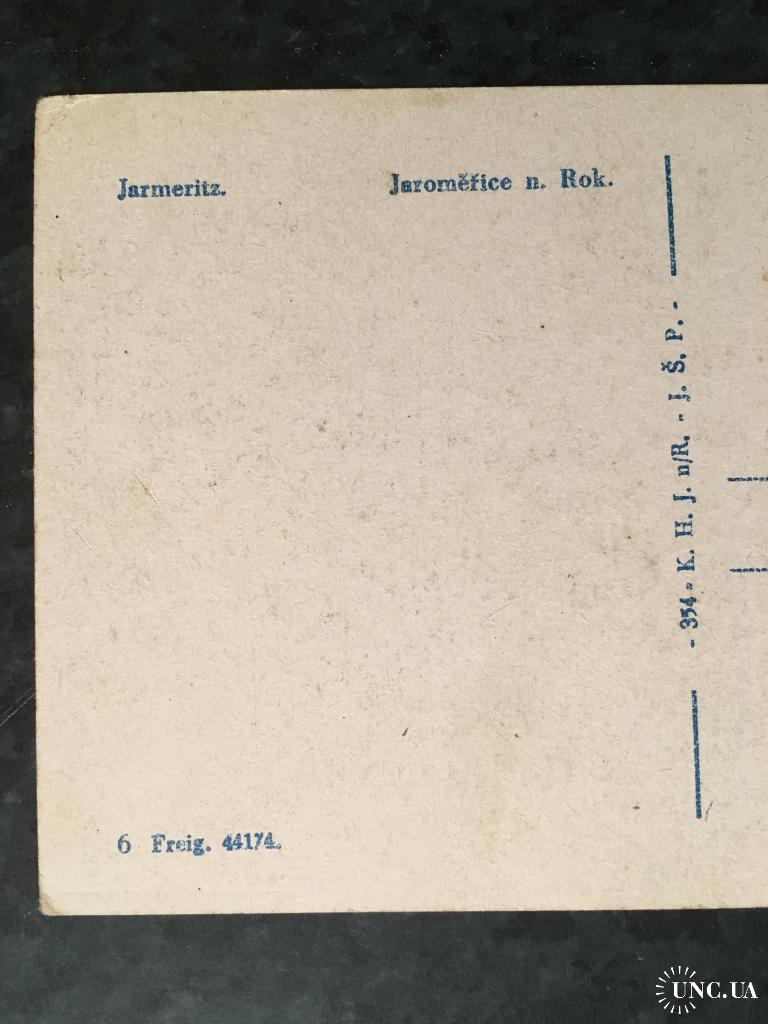 Jarmeritz.
Jaroměřice n. Rok.
- 354 - K. H. J. n/R. - J. Š. P. -
6 Freig. 44174.
UNC.UA